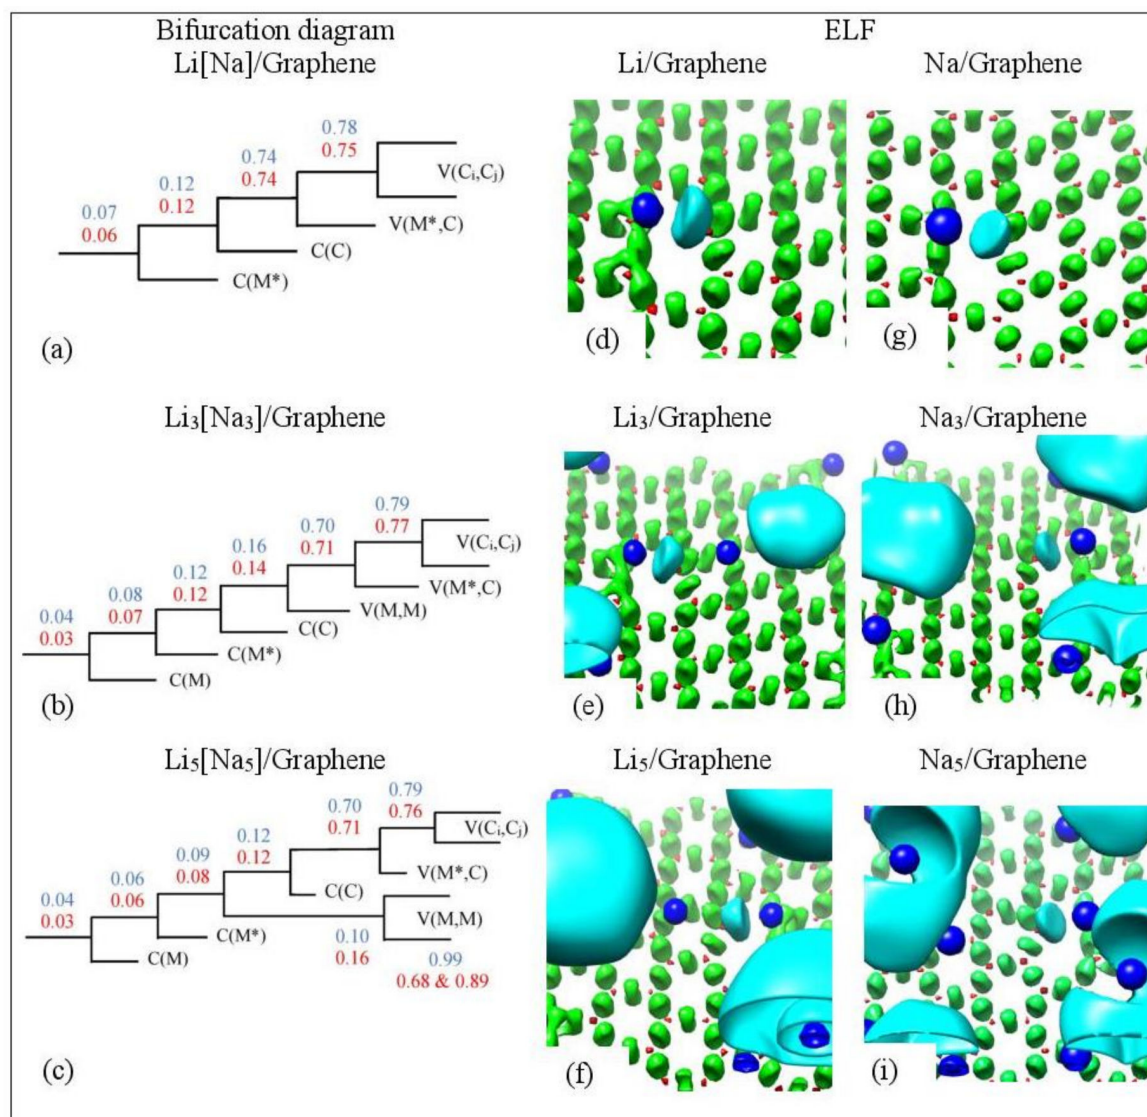 Bifurcation diagram
ELF
Li[Na]/Graphene
Li/Graphene
Na/Graphene
0.78
0.75
0.74
0.74
0.12
0.12
0.07
0.06
V(Cᵢ,Cⱼ)
V(M*,C)
C(C)
C(M*)
(a)
(d)
(g)
Li₃[Na₃]/Graphene
Li₃/Graphene
Na₃/Graphene
0.79
0.77
0.70
0.71
0.16
0.14
0.12
0.12
0.08
0.07
0.04
0.03
V(Cᵢ,Cⱼ)
V(M*,C)
V(M,M)
C(C)
C(M*)
C(M)
(b)
(e)
(h)
Li₅[Na₅]/Graphene
Li₅/Graphene
Na₅/Graphene
0.79
0.76
0.70
0.71
0.12
0.12
0.09
0.08
0.06
0.06
0.04
0.03
V(Cᵢ,Cⱼ)
V(M*,C)
C(C)
V(M,M)
C(M*)
C(M)
0.10
0.16
0.99
0.68 & 0.89
(c)
(f)
(i)